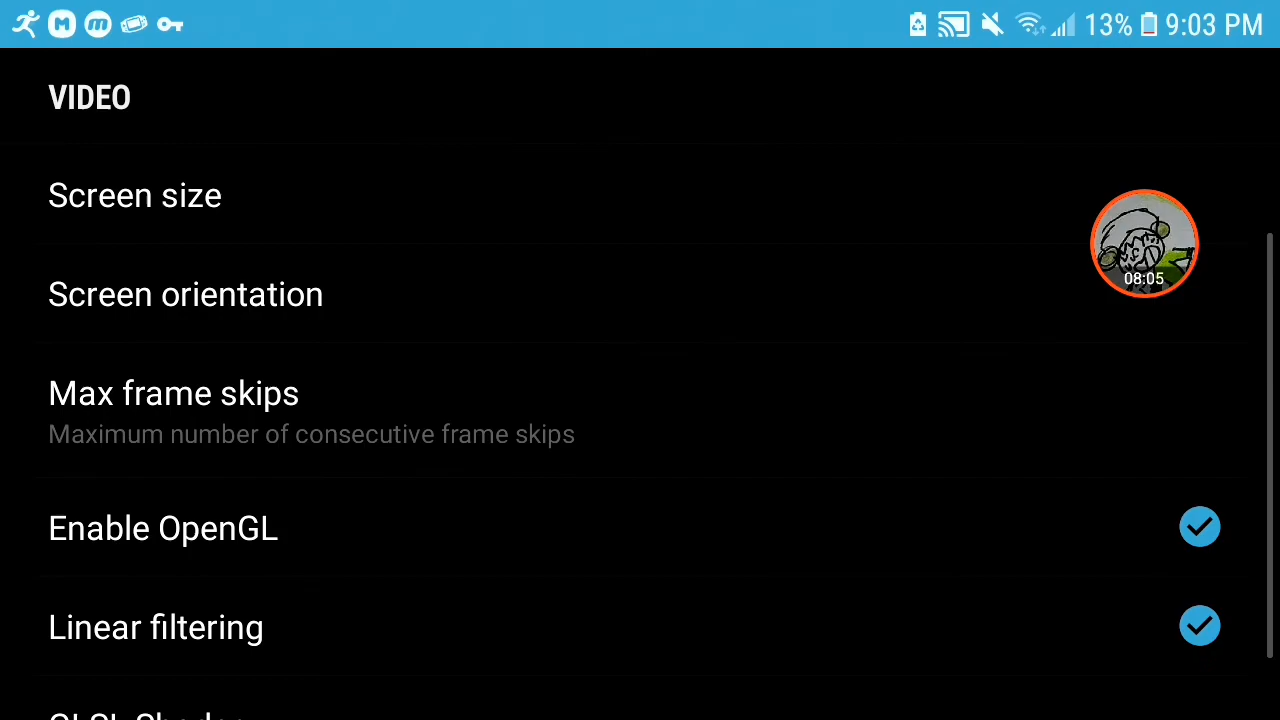 13% 9:03 PM
VIDEO
Screen size
08:05
Screen orientation
Max frame skips
Maximum number of consecutive frame skips
Enable OpenGL
Linear filtering